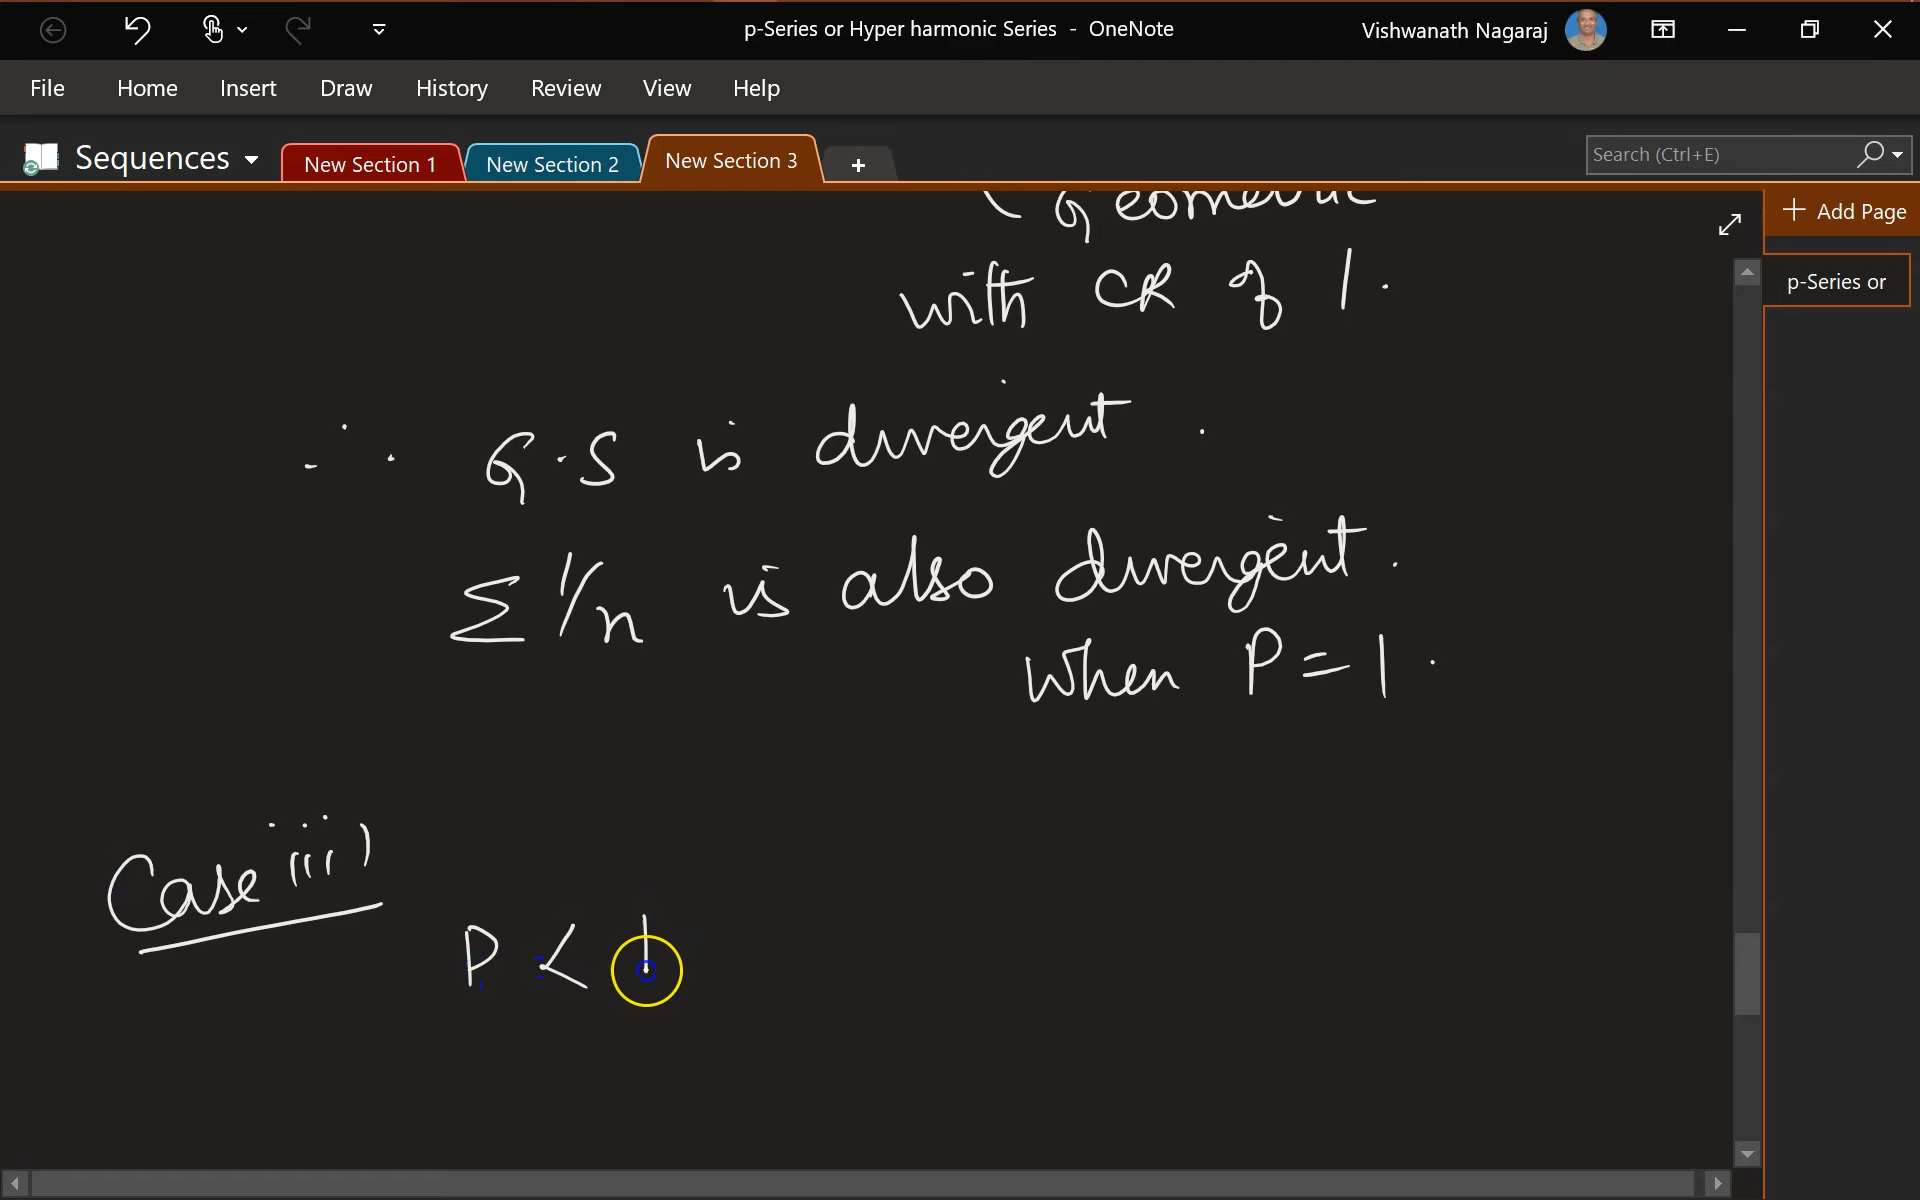 p-Series or Hyper harmonic Series - OneNote
Vishwanath Nagaraj
File Home Insert Draw History Review View Help
Sequences New Section 1 New Section 2 New Section 3 +
Search (Ctrl+E)
+ Add Page
p-Series or
( Geometric
with CR of 1.
∴ G.S is divergent.
Σ 1/n is also divergent.
when P = 1.
Case iii)
P < 1